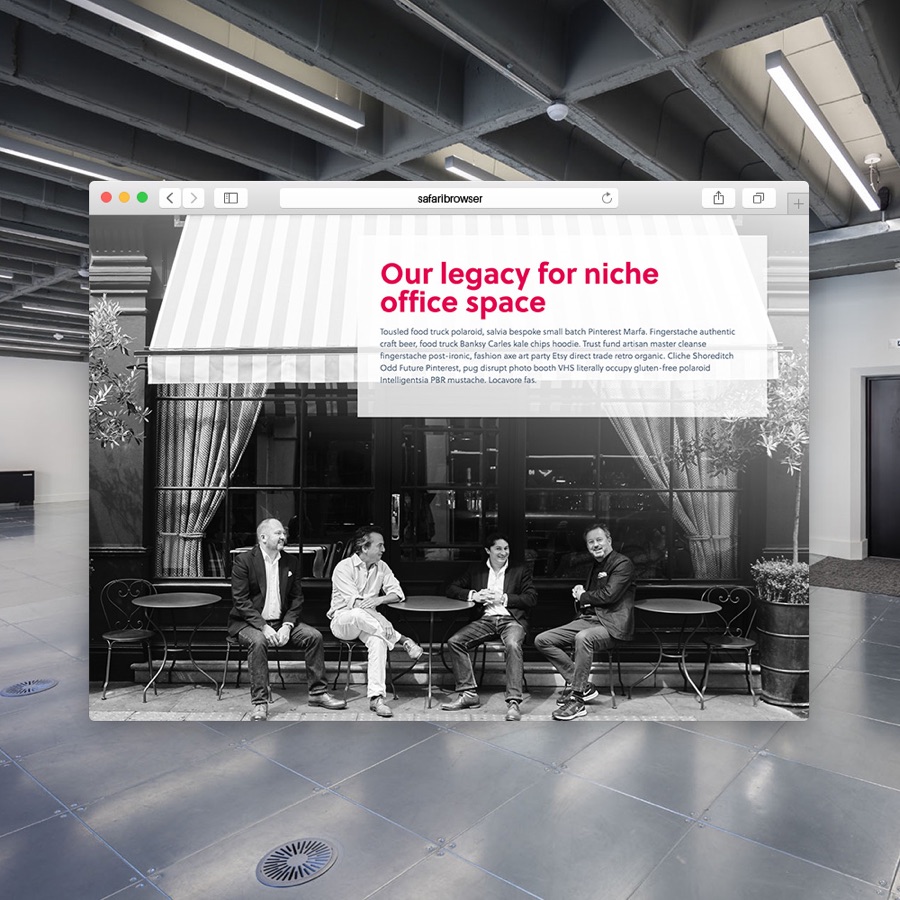 safaribrowser
Our legacy for niche
office space
Tousled food truck polaroid, salvia bespoke small batch Pinterest Marfa. Fingerstache authentic
craft beer, food truck Banksy Carles kale chips hoodie. Trust fund artisan master cleanse
fingerstache post-ironic, fashion axe art party Etsy direct trade retro organic. Cliche Shoreditch
Odd Future Pinterest, pug disrupt photo booth VHS literally occupy gluten-free polaroid
Intelligentsia PBR mustache. Locavore fas.